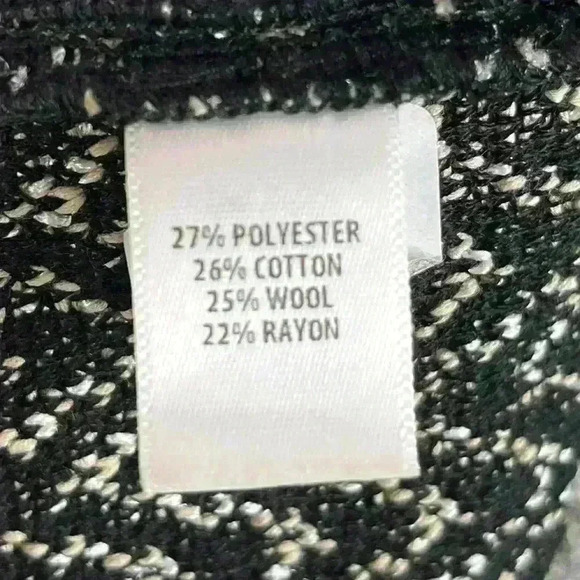 27% POLYESTER
26% COTTON
25% WOOL
22% RAYON